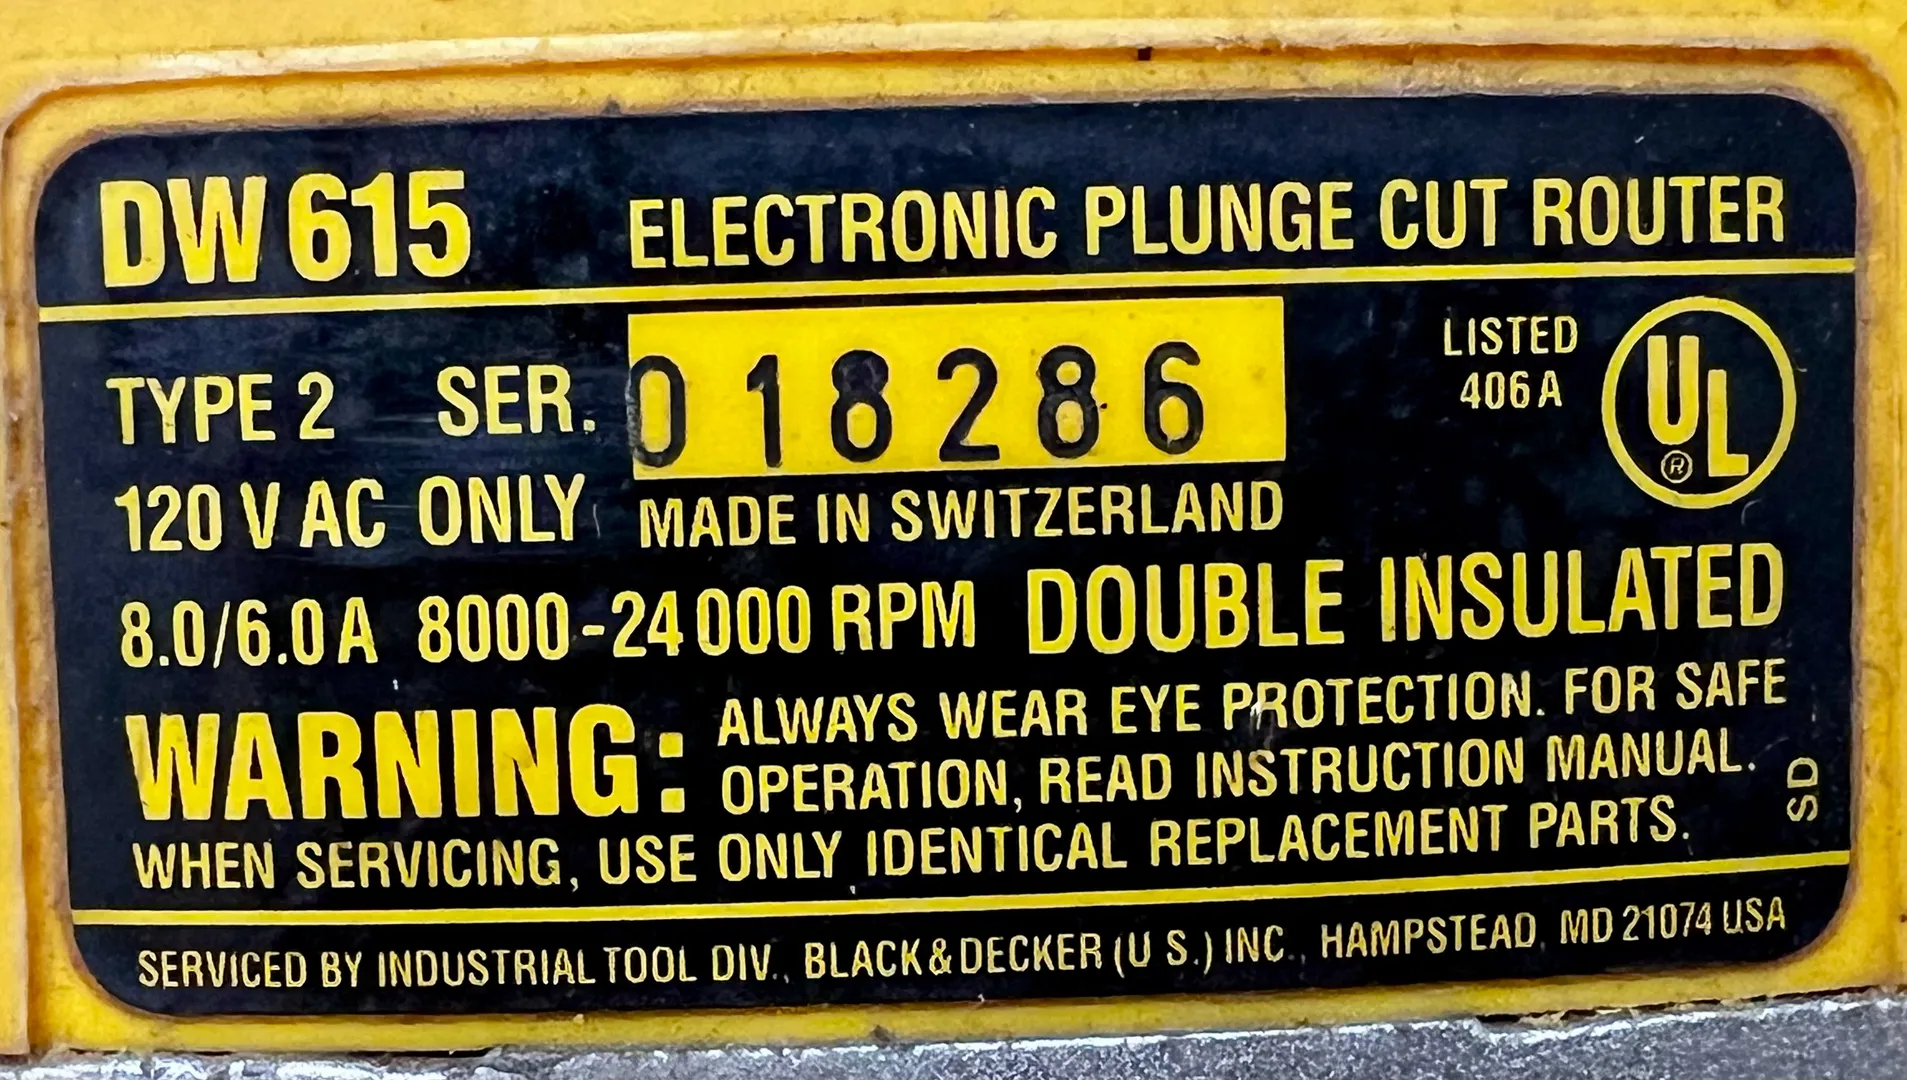 DW 615 ELECTRONIC PLUNGE CUT ROUTER
TYPE 2 SER. 018286
LISTED
406A
UL
®
120 V AC ONLY MADE IN SWITZERLAND
8.0/6.0 A 8000-24000 RPM DOUBLE INSULATED
WARNING: ALWAYS WEAR EYE PROTECTION. FOR SAFE
OPERATION, READ INSTRUCTION MANUAL.
WHEN SERVICING, USE ONLY IDENTICAL REPLACEMENT PARTS.
SD
SERVICED BY INDUSTRIAL TOOL DIV., BLACK & DECKER (U S.) INC., HAMPSTEAD, MD 21074 USA